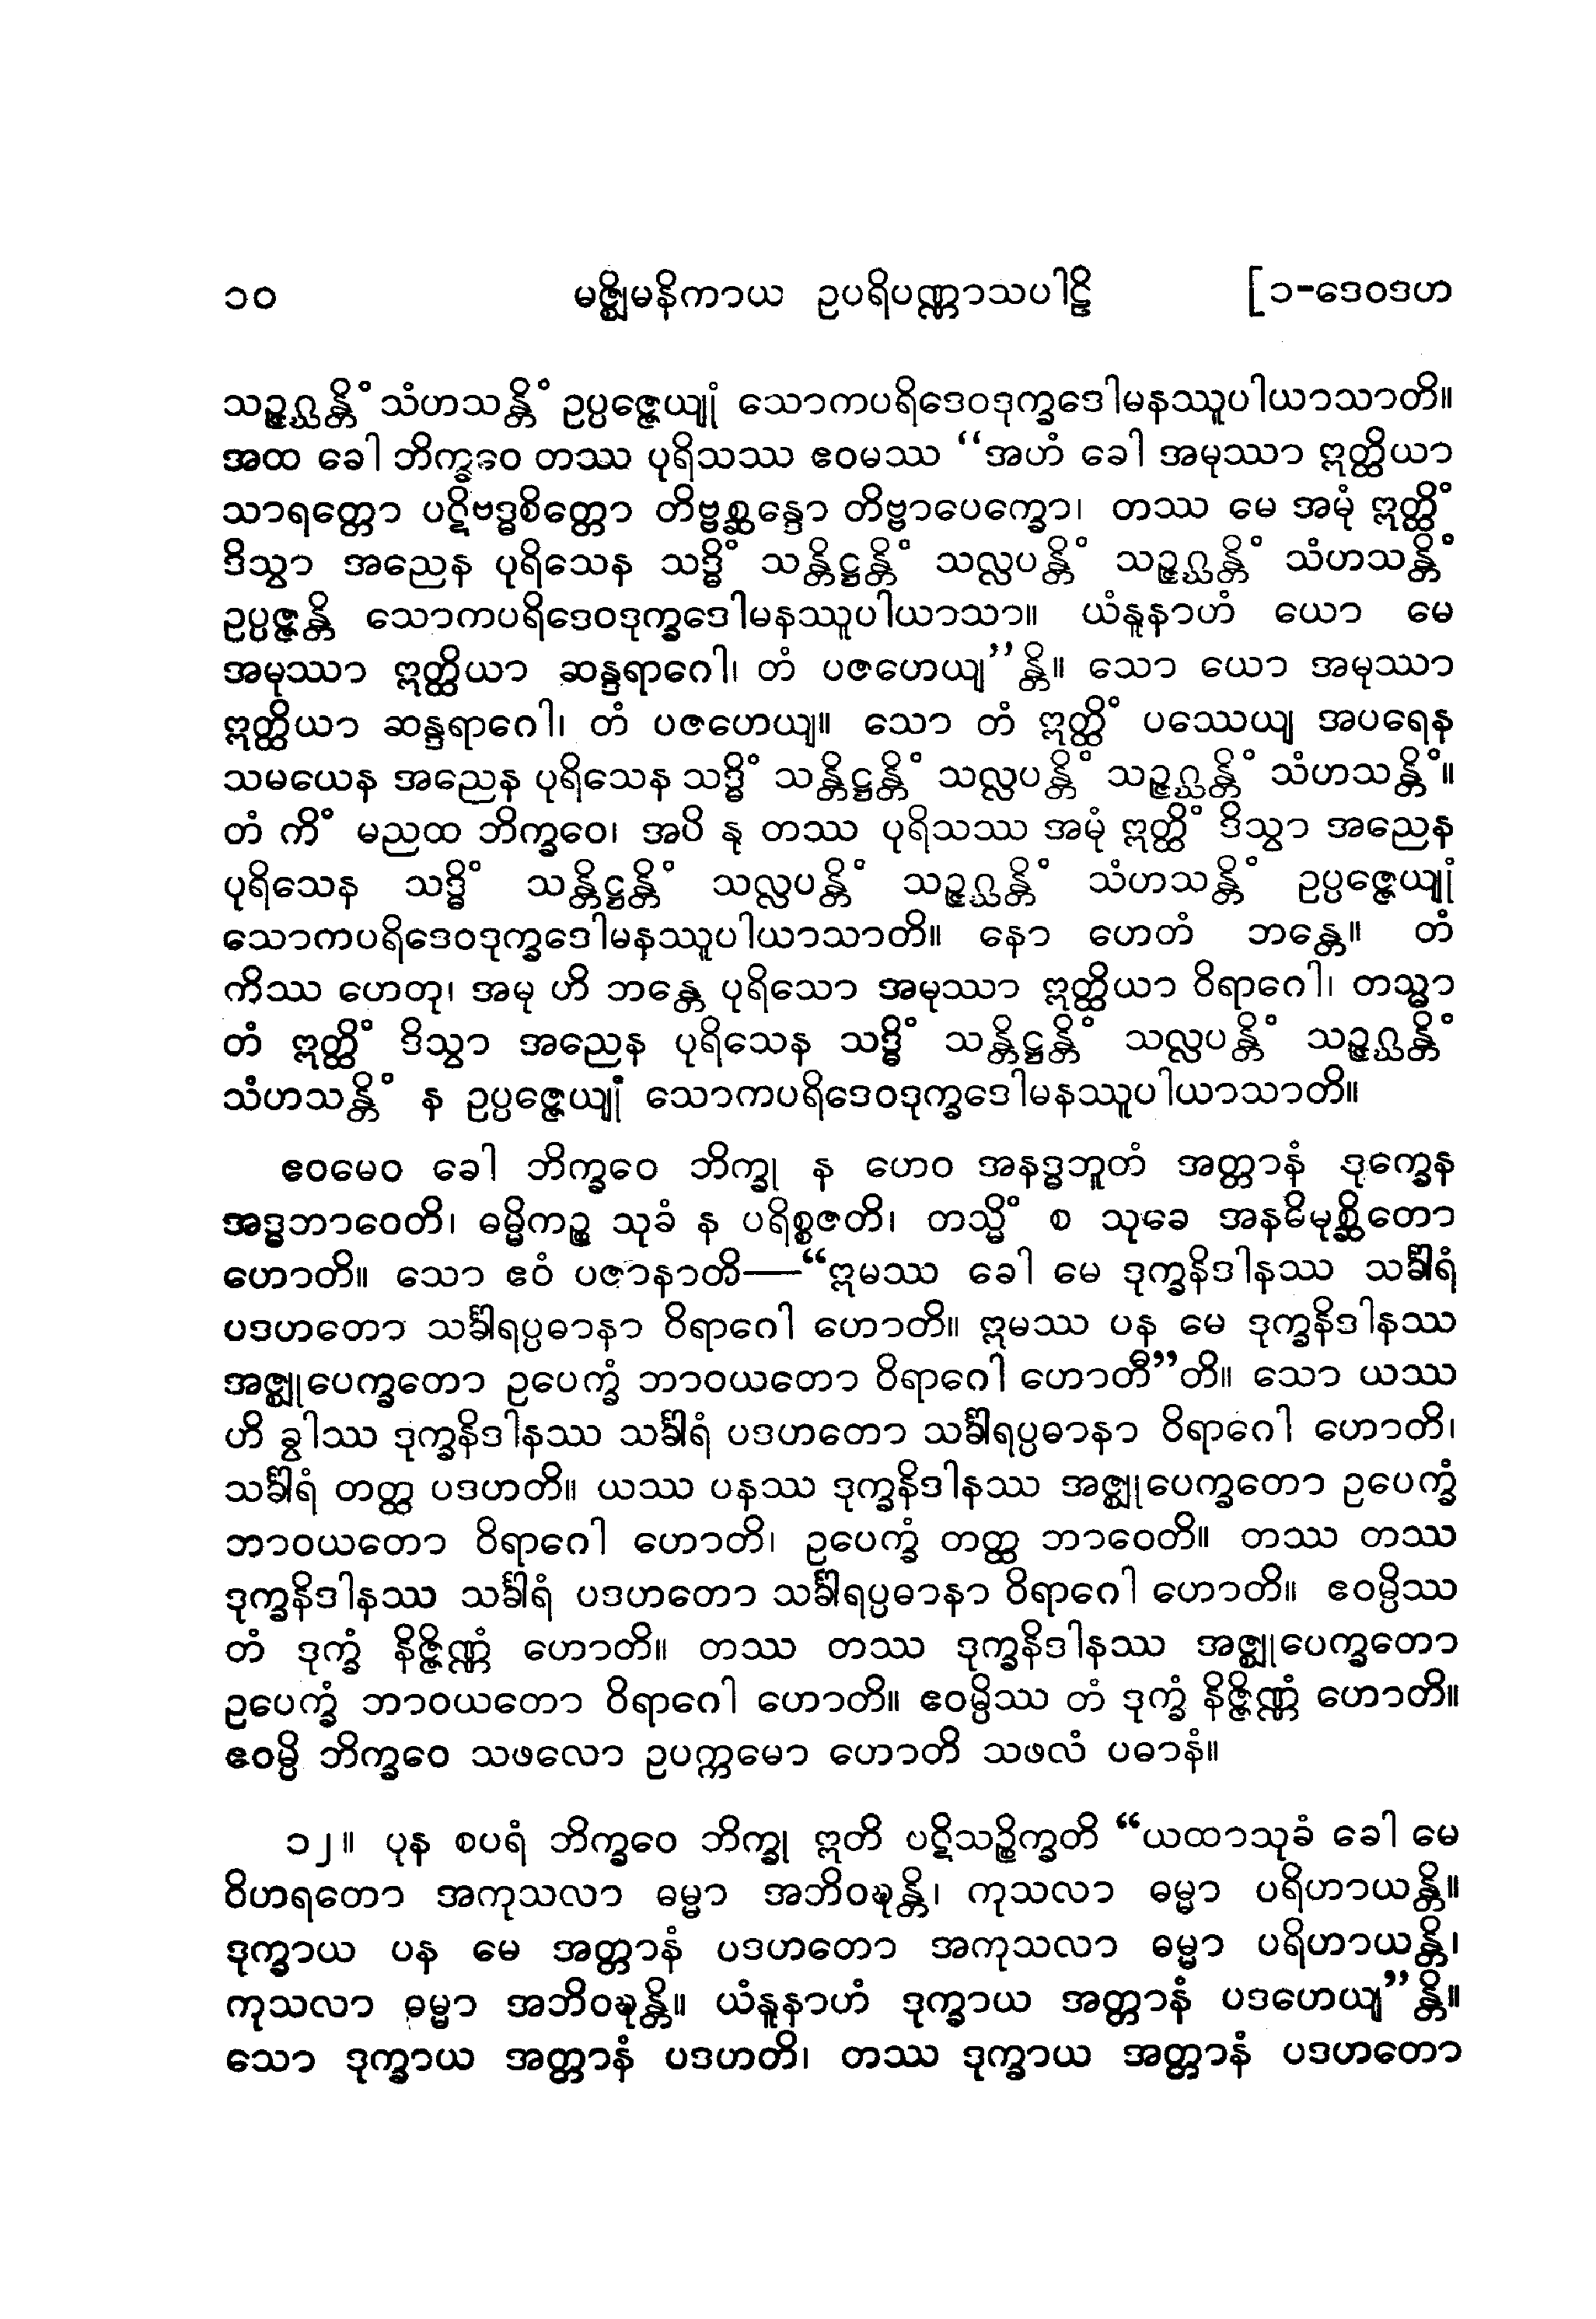 ၁၀ မဇ္ဈိမနိကာယ ဥပရိပဏ္ဏာသပါဠိ [၁-ဒေဝဒဟ
သဉ္ဇဂ္ဃန္တိံ သံဟသန္တိံ ဥပ္ပဇ္ဇေယျုံ သောကပရိဒေဝဒုက္ခဒေါမနဿူပါယာသာတိ။
အထ ခေါ ဘိက္ခဝေ တဿ ပုရိသဿ ဧဝမဿ “အဟံ ခေါ အမုဿာ ဣတ္ထိယာ
သာရတ္တော ပဋိဗဒ္ဓစိတ္တော တိဗ္ဗစ္ဆန္ဒော တိဗ္ဗာပေက္ခော၊ တဿ မေ အမုံ ဣတ္ထိံ
ဒိသွာ အညေန ပုရိသေန သဒ္ဓိံ သန္တိဋ္ဌန္တိံ သလ္လပန္တိံ သဉ္ဇဂ္ဃန္တိံ သံဟသန္တိံ
ဥပ္ပဇ္ဇန္တိ သောကပရိဒေဝဒုက္ခဒေါမနဿူပါယာသာ။ ယံနူနာဟံ ယော မေ
အမုဿာ ဣတ္ထိယာ ဆန္ဒရာဂေါ၊ တံ ပဇဟေယျ”န္တိ။ သော ယော အမုဿာ
ဣတ္ထိယာ ဆန္ဒရာဂေါ၊ တံ ပဇဟေယျ။ သော တံ ဣတ္ထိံ ပဿေယျ အပရေန
သမယေန အညေန ပုရိသေန သဒ္ဓိံ သန္တိဋ္ဌန္တိံ သလ္လပန္တိံ သဉ္ဇဂ္ဃန္တိံ သံဟသန္တိံ။
တံ ကိံ မညထ ဘိက္ခဝေ၊ အပိ နု တဿ ပုရိသဿ အမုံ ဣတ္ထိံ ဒိသွာ အညေန
ပုရိသေန သဒ္ဓိံ သန္တိဋ္ဌန္တိံ သလ္လပန္တိံ သဉ္ဇဂ္ဃန္တိံ သံဟသန္တိံ ဥပ္ပဇ္ဇေယျုံ
သောကပရိဒေဝဒုက္ခဒေါမနဿူပါယာသာတိ။ နော ဟေတံ ဘန္တေ။ တံ
ကိဿ ဟေတု၊ အမု ဟိ ဘန္တေ ပုရိသော အမုဿာ ဣတ္ထိယာ ဝိရာဂေါ၊ တသ္မာ
တံ ဣတ္ထိံ ဒိသွာ အညေန ပုရိသေန သဒ္ဓိံ သန္တိဋ္ဌန္တိံ သလ္လပန္တိံ သဉ္ဇဂ္ဃန္တိံ
သံဟသန္တိံ န ဥပ္ပဇ္ဇေယျုံ သောကပရိဒေဝဒုက္ခဒေါမနဿူပါယာသာတိ။
ဧဝမေဝ ခေါ ဘိက္ခဝေ ဘိက္ခု န ဟေဝ အနဒ္ဓဘူတံ အတ္တာနံ ဒုက္ခေန
အဒ္ဓဘာဝေတိ၊ ဓမ္မိကဉ္စ သုခံ န ပရိစ္စဇတိ၊ တသ္မိံ စ သုခေ အနဓိမုစ္ဆိတော
ဟောတိ။ သော ဧဝံ ပဇာနာတိ—“ဣမဿ ခေါ မေ ဒုက္ခနိဒါနဿ သင်္ခါရံ
ပဒဟတော သင်္ခါရပ္ပဓာနာ ဝိရာဂေါ ဟောတိ။ ဣမဿ ပန မေ ဒုက္ခနိဒါနဿ
အဇ္ဈုပေက္ခတော ဥပေက္ခံ ဘာဝယတော ဝိရာဂေါ ဟောတီ”တိ။ သော ယဿ
ဟိ ခွါဿ ဒုက္ခနိဒါနဿ သင်္ခါရံ ပဒဟတော သင်္ခါရပ္ပဓာနာ ဝိရာဂေါ ဟောတိ၊
သင်္ခါရံ တတ္ထ ပဒဟတိ။ ယဿ ပနဿ ဒုက္ခနိဒါနဿ အဇ္ဈုပေက္ခတော ဥပေက္ခံ
ဘာဝယတော ဝိရာဂေါ ဟောတိ၊ ဥပေက္ခံ တတ္ထ ဘာဝေတိ။ တဿ တဿ
ဒုက္ခနိဒါနဿ သင်္ခါရံ ပဒဟတော သင်္ခါရပ္ပဓာနာ ဝိရာဂေါ ဟောတိ။ ဧဝမ္ပိဿ
တံ ဒုက္ခံ နိဇ္ဇိဏ္ဏံ ဟောတိ။ တဿ တဿ ဒုက္ခနိဒါနဿ အဇ္ဈုပေက္ခတော
ဥပေက္ခံ ဘာဝယတော ဝိရာဂေါ ဟောတိ။ ဧဝမ္ပိဿ တံ ဒုက္ခံ နိဇ္ဇိဏ္ဏံ ဟောတိ။
ဧဝမ္ပိ ဘိက္ခဝေ သဖလော ဥပက္ကမော ဟောတိ သဖလံ ပဓာနံ။
၁၂။ ပုန စပရံ ဘိက္ခဝေ ဘိက္ခု ဣတိ ပဋိသဉ္စိက္ခတိ “ယထာသုခံ ခေါ မေ
ဝိဟရတော အကုသလာ ဓမ္မာ အဘိဝဍ္ဎန္တိ၊ ကုသလာ ဓမ္မာ ပရိဟာယန္တိ။
ဒုက္ခာယ ပန မေ အတ္တာနံ ပဒဟတော အကုသလာ ဓမ္မာ ပရိဟာယန္တိ၊
ကုသလာ ဓမ္မာ အဘိဝဍ္ဎန္တိ။ ယံနူနာဟံ ဒုက္ခာယ အတ္တာနံ ပဒဟေယျ”န္တိ။
သော ဒုက္ခာယ အတ္တာနံ ပဒဟတိ၊ တဿ ဒုက္ခာယ အတ္တာနံ ပဒဟတော